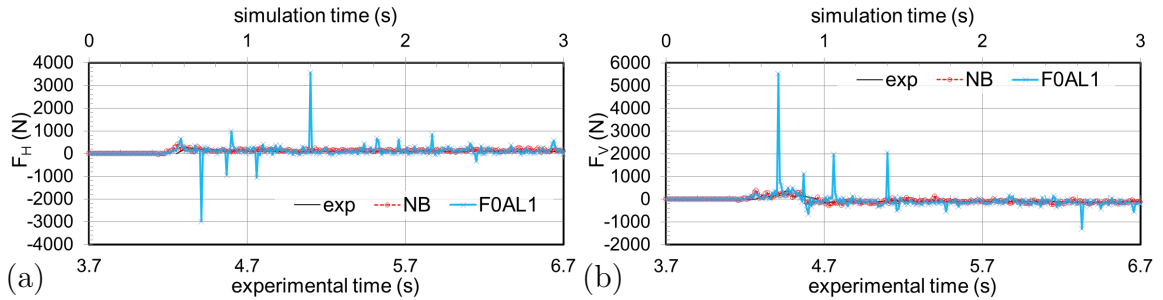 simulation time (s)
0 1 2 3
4000
3000
2000
1000
0
-1000
-2000
-3000
-4000
F_H (N)
exp NB F0AL1
3.7 4.7 5.7 6.7
experimental time (s)
(a)
simulation time (s)
0 1 2 3
6000
5000
4000
3000
2000
1000
0
-1000
-2000
F_V (N)
exp NB F0AL1
3.7 4.7 5.7 6.7
experimental time (s)
(b)